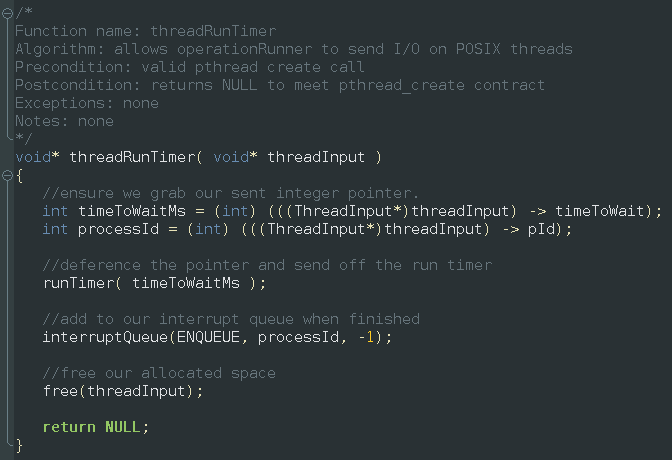 /*
Function name: threadRunTimer
Algorithm: allows operationRunner to send I/O on POSIX threads
Precondition: valid pthread create call
Postcondition: returns NULL to meet pthread_create contract
Exceptions: none
Notes: none
*/
void* threadRunTimer( void* threadInput )
{
//ensure we grab our sent integer pointer.
int timeToWaitMs = (int) (((ThreadInput*)threadInput) -> timeToWait);
int processId = (int) (((ThreadInput*)threadInput) -> pId);
//deference the pointer and send off the run timer
runTimer( timeToWaitMs );
//add to our interrupt queue when finished
interruptQueue(ENQUEUE, processId, -1);
//free our allocated space
free(threadInput);
return NULL;
}